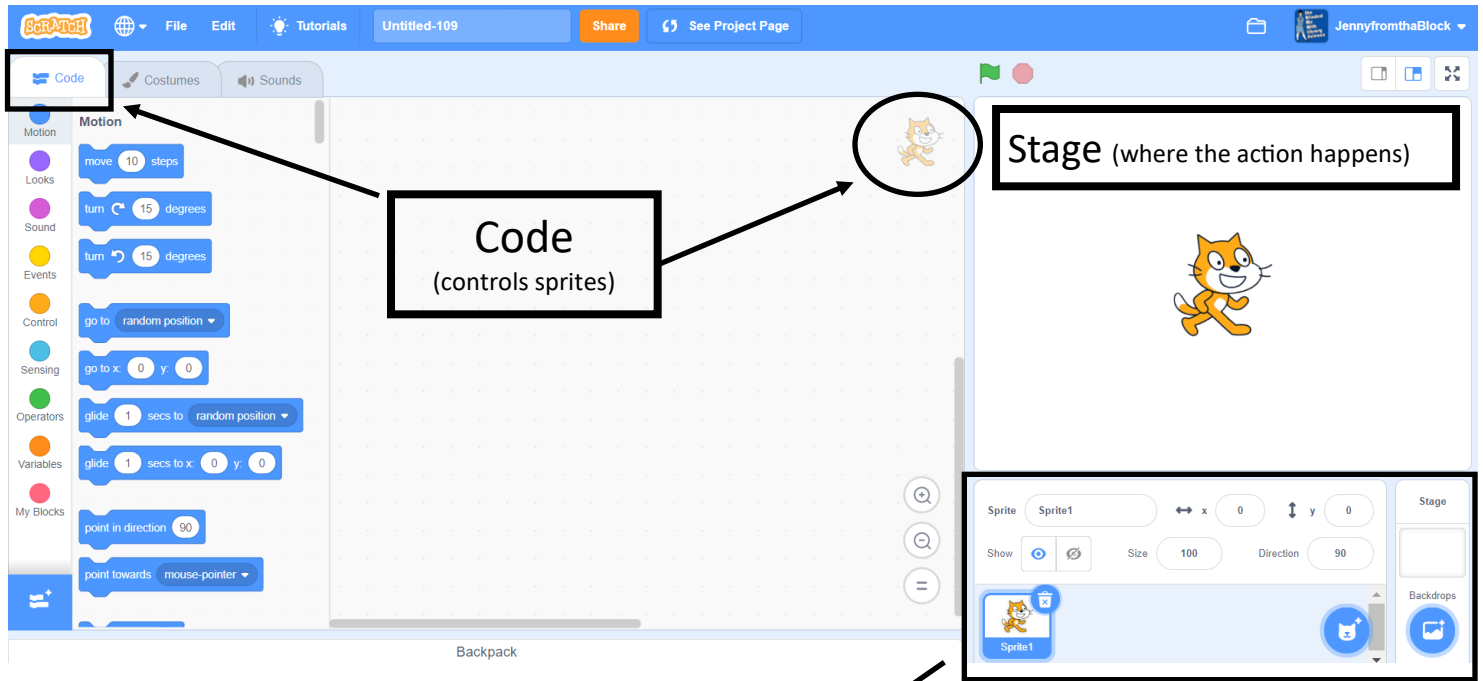 SCRATCH File Edit Tutorials Untitled-109 Share See Project Page JennyfromthaBlock
Code Costumes Sounds
Motion
Looks
Sound
Events
Control
Sensing
Operators
Variables
My Blocks
Motion
move 10 steps
turn 15 degrees
turn 15 degrees
go to random position
go to x: 0 y: 0
glide 1 secs to random position
glide 1 secs to x: 0 y: 0
point in direction 90
point towards mouse-pointer
Code
(controls sprites)
Stage (where the action happens)
Sprite Sprite1 x 0 y 0
Show Size 100 Direction 90
Sprite1
Stage
Backdrops
Backpack